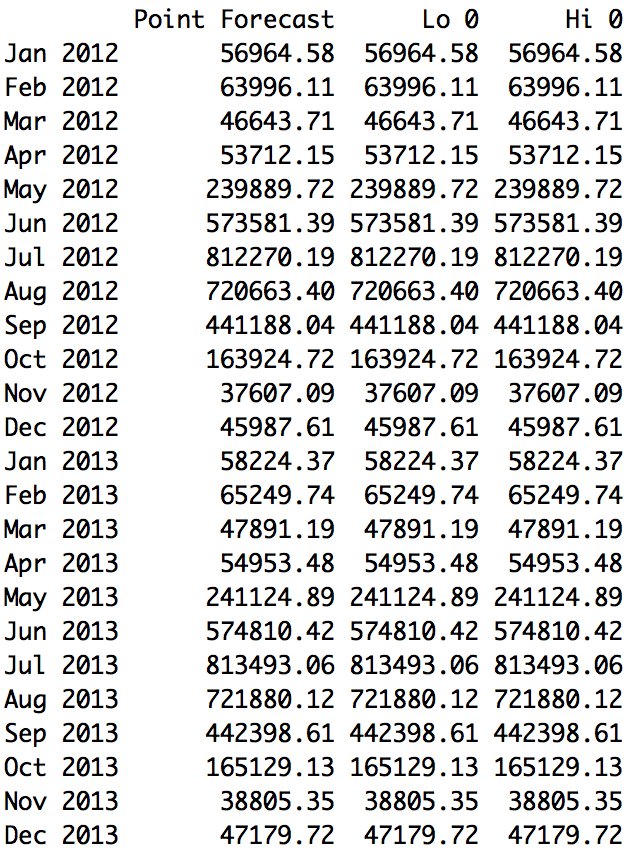 Point Forecast Lo 0 Hi 0
Jan 2012 56964.58 56964.58 56964.58
Feb 2012 63996.11 63996.11 63996.11
Mar 2012 46643.71 46643.71 46643.71
Apr 2012 53712.15 53712.15 53712.15
May 2012 239889.72 239889.72 239889.72
Jun 2012 573581.39 573581.39 573581.39
Jul 2012 812270.19 812270.19 812270.19
Aug 2012 720663.40 720663.40 720663.40
Sep 2012 441188.04 441188.04 441188.04
Oct 2012 163924.72 163924.72 163924.72
Nov 2012 37607.09 37607.09 37607.09
Dec 2012 45987.61 45987.61 45987.61
Jan 2013 58224.37 58224.37 58224.37
Feb 2013 65249.74 65249.74 65249.74
Mar 2013 47891.19 47891.19 47891.19
Apr 2013 54953.48 54953.48 54953.48
May 2013 241124.89 241124.89 241124.89
Jun 2013 574810.42 574810.42 574810.42
Jul 2013 813493.06 813493.06 813493.06
Aug 2013 721880.12 721880.12 721880.12
Sep 2013 442398.61 442398.61 442398.61
Oct 2013 165129.13 165129.13 165129.13
Nov 2013 38805.35 38805.35 38805.35
Dec 2013 47179.72 47179.72 47179.72